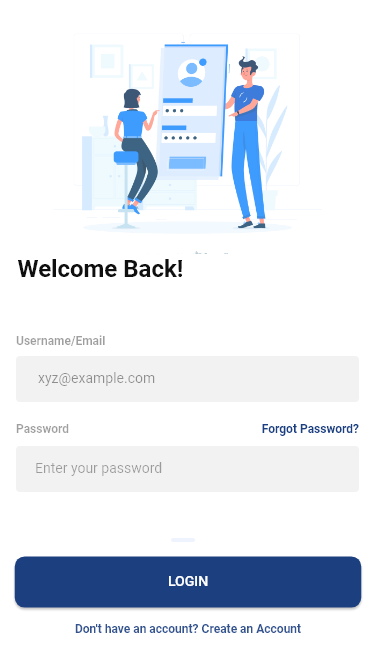 Welcome Back!
Username/Email
xyz@example.com
Password Forgot Password?
Enter your password
LOGIN
Don't have an account? Create an Account